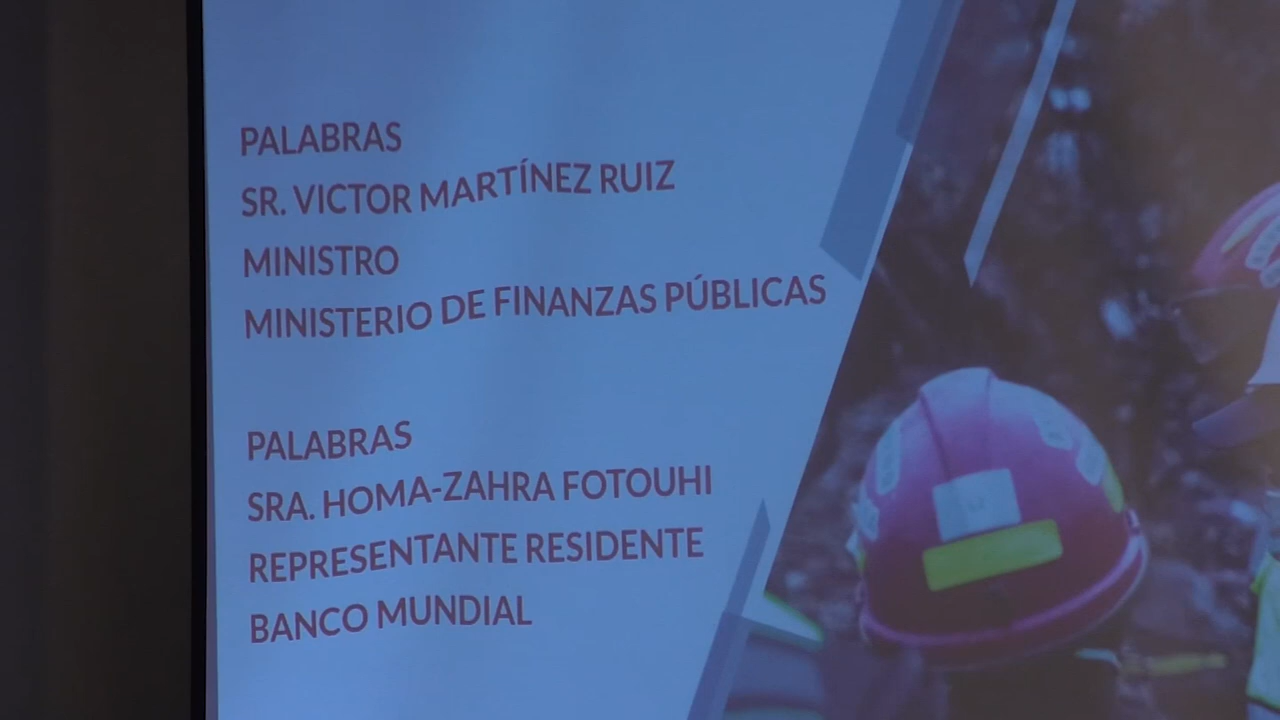 PALABRAS
SR. VICTOR MARTÍNEZ RUIZ
MINISTRO
MINISTERIO DE FINANZAS PÚBLICAS
PALABRAS
SRA. HOMA-ZAHRA FOTOUHI
REPRESENTANTE RESIDENTE
BANCO MUNDIAL